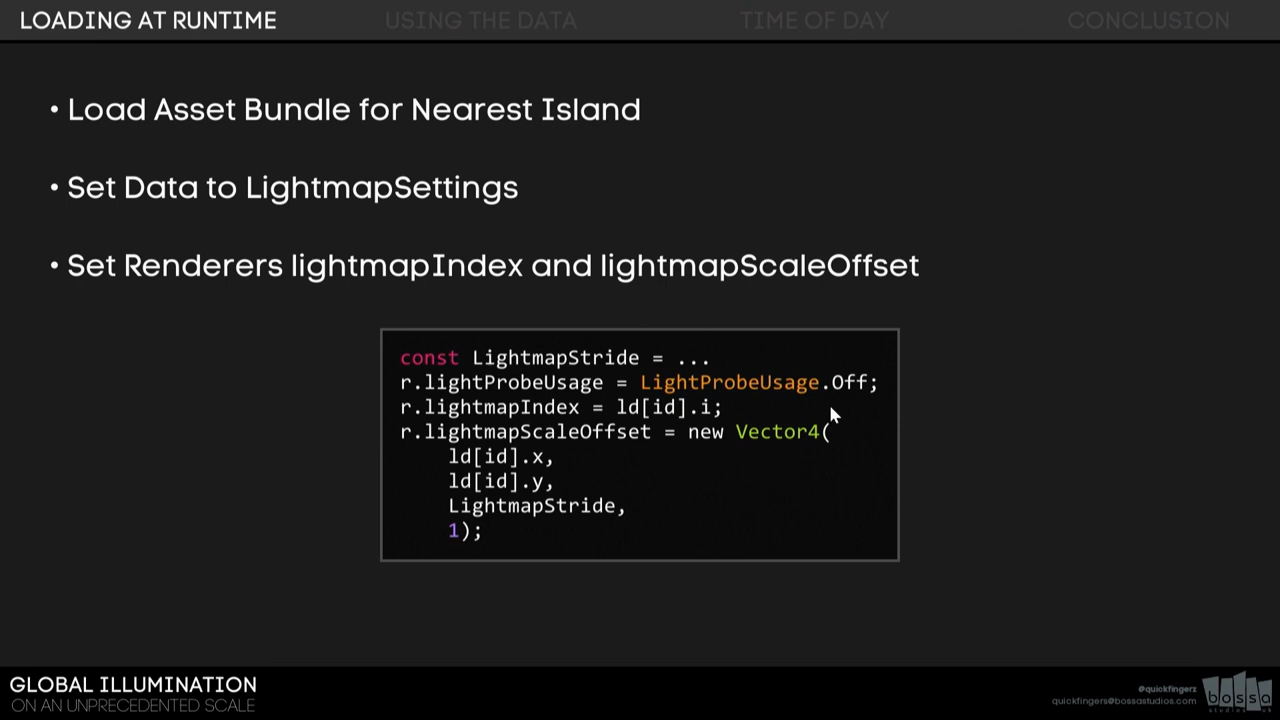 LOADING AT RUNTIME USING THE DATA TIME OF DAY CONCLUSION
• Load Asset Bundle for Nearest Island
• Set Data to LightmapSettings
• Set Renderers lightmapIndex and lightmapScaleOffset
const LightmapStride = ...
r.lightProbeUsage = LightProbeUsage.Off;
r.lightmapIndex = ld[id].i;
r.lightmapScaleOffset = new Vector4(
ld[id].x,
ld[id].y,
LightmapStride,
1);
GLOBAL ILLUMINATION
ON AN UNPRECEDENTED SCALE
@quickfingerz
quickfingers@bossastudios.com
bossa
studios uk